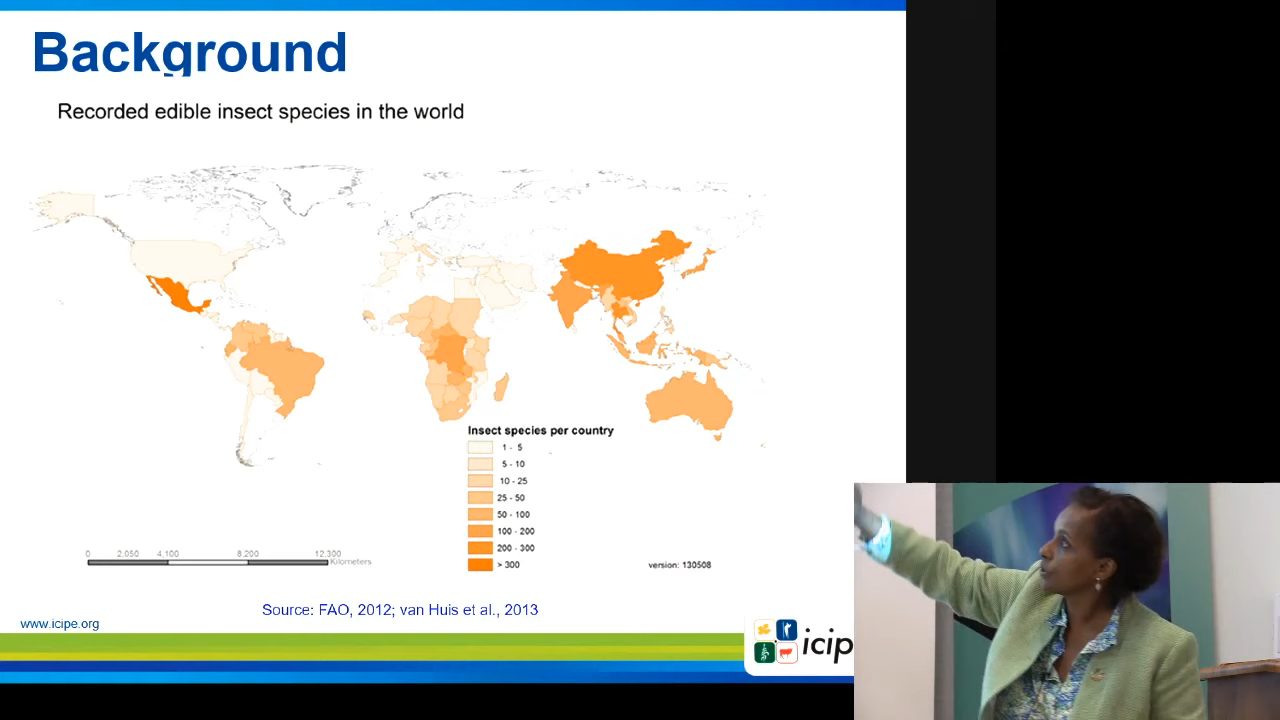 Background
Recorded edible insect species in the world
Insect species per country
1 - 5
5 - 10
10 - 25
25 - 50
50 - 100
100 - 200
200 - 300
> 300
0 2,050 4,100 8,200 12,300
Kilometers
version: 130508
Source: FAO, 2012; van Huis et al., 2013
www.icipe.org
icip